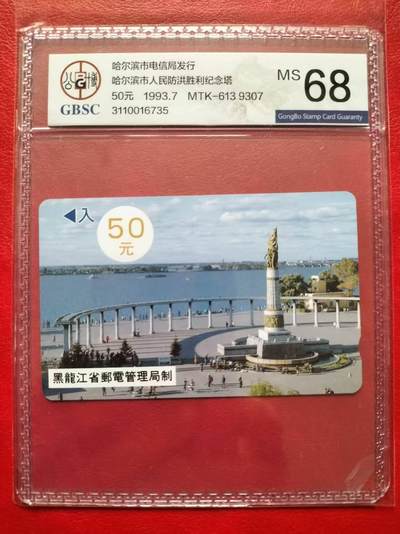 公 G 博
GBSC
哈尔滨市电信局发行
哈尔滨市人民防洪胜利纪念塔
50元 1993.7 MTK-613 9307
3110016735
MS 68
GongBo Stamp Card Guaranty
入
50
元
黑龍江省郵電管理局制